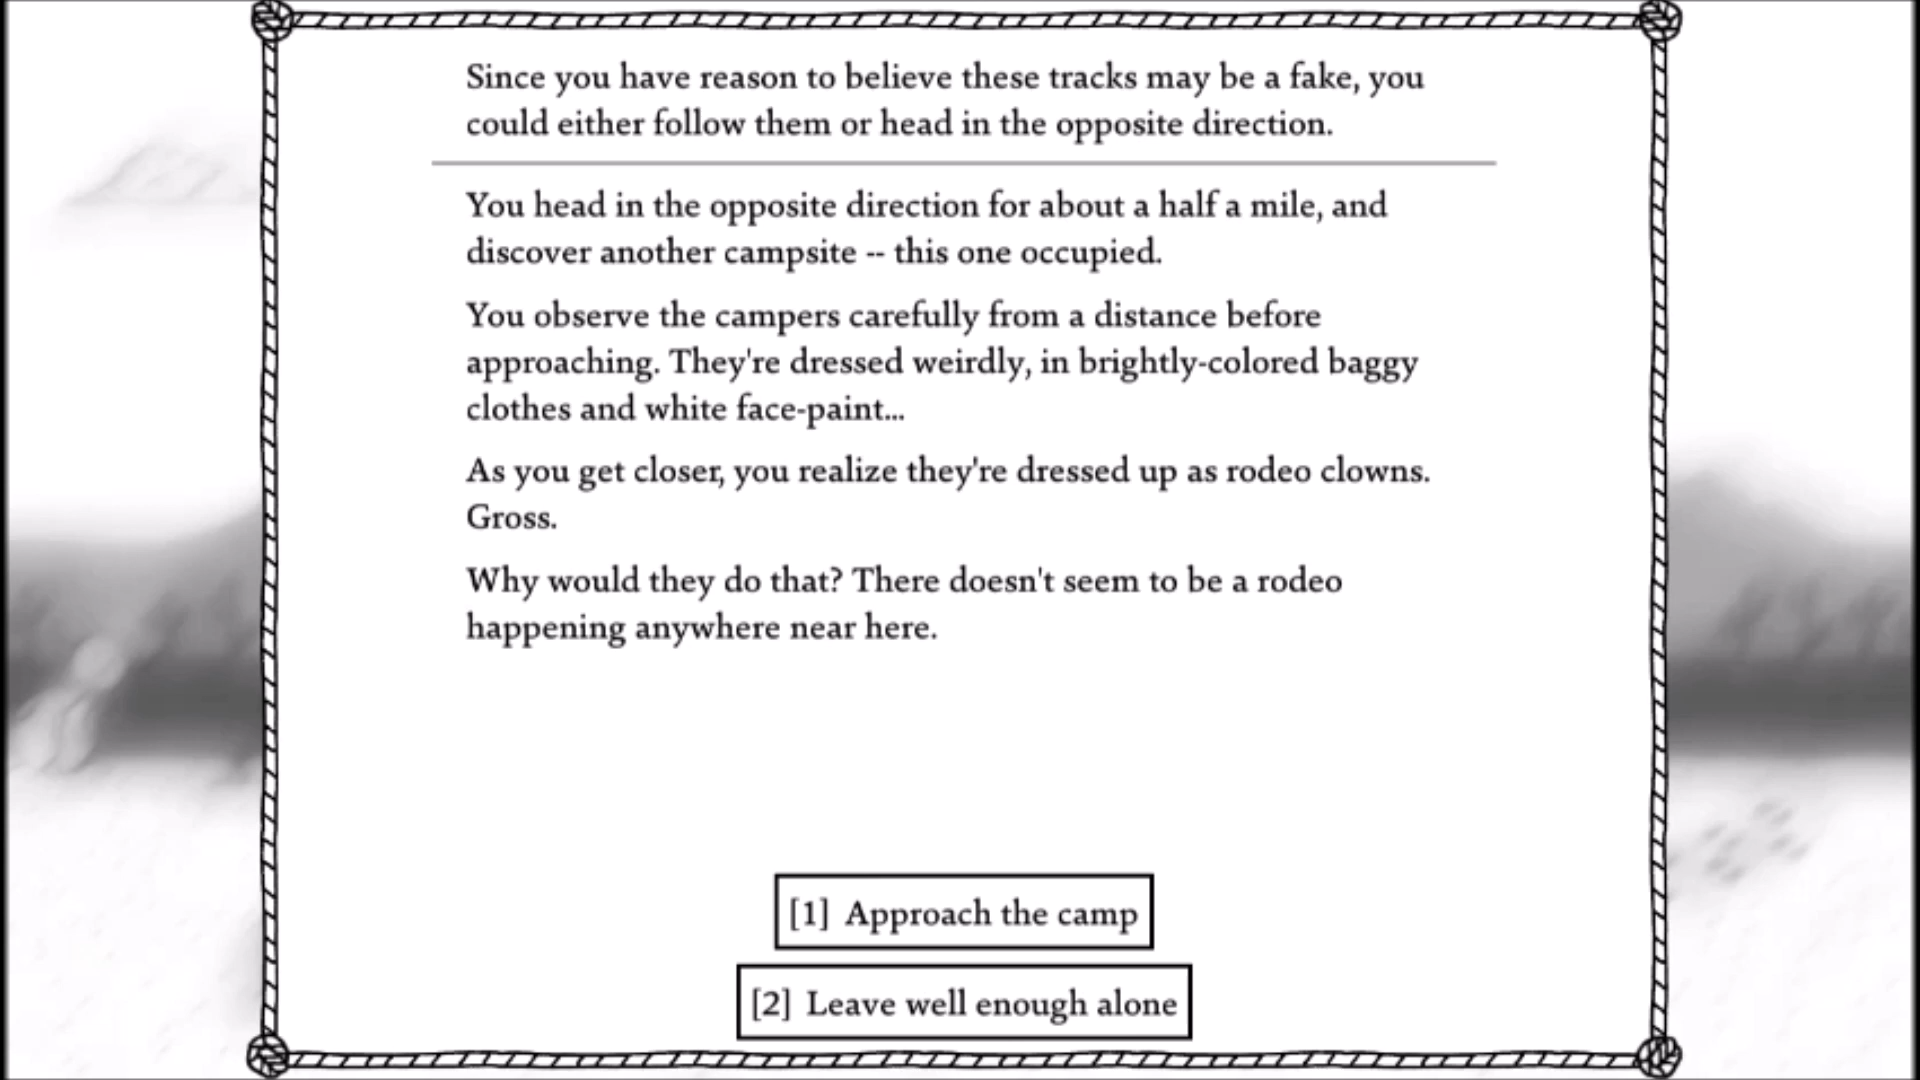 Since you have reason to believe these tracks may be a fake, you
could either follow them or head in the opposite direction.
You head in the opposite direction for about a half a mile, and
discover another campsite -- this one occupied.
You observe the campers carefully from a distance before
approaching. They're dressed weirdly, in brightly-colored baggy
clothes and white face-paint...
As you get closer, you realize they're dressed up as rodeo clowns.
Gross.
Why would they do that? There doesn't seem to be a rodeo
happening anywhere near here.
[1] Approach the camp
[2] Leave well enough alone